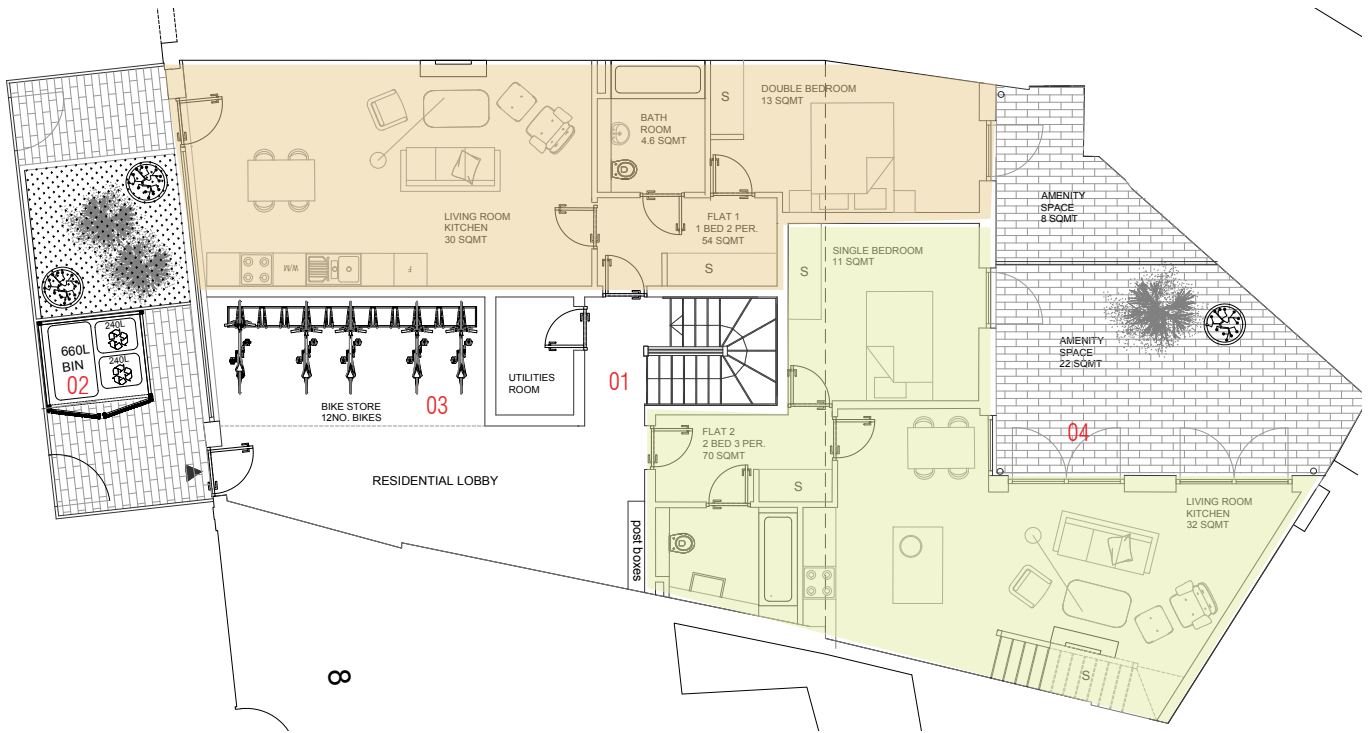 DOUBLE BEDROOM
13 SQMT
S
BATH
ROOM
4.6 SQMT
LIVING ROOM
KITCHEN
30 SQMT
FLAT 1
1 BED 2 PER.
54 SQMT
S
W/M
F
AMENITY
SPACE
8 SQMT
SINGLE BEDROOM
11 SQMT
S
AMENITY
SPACE
22 SQMT
240L
660L
BIN
240L
02
01
03
BIKE STORE
12NO. BIKES
UTILITIES
ROOM
FLAT 2
2 BED 3 PER.
70 SQMT
04
S
RESIDENTIAL LOBBY
LIVING ROOM
KITCHEN
32 SQMT
post boxes
S
8